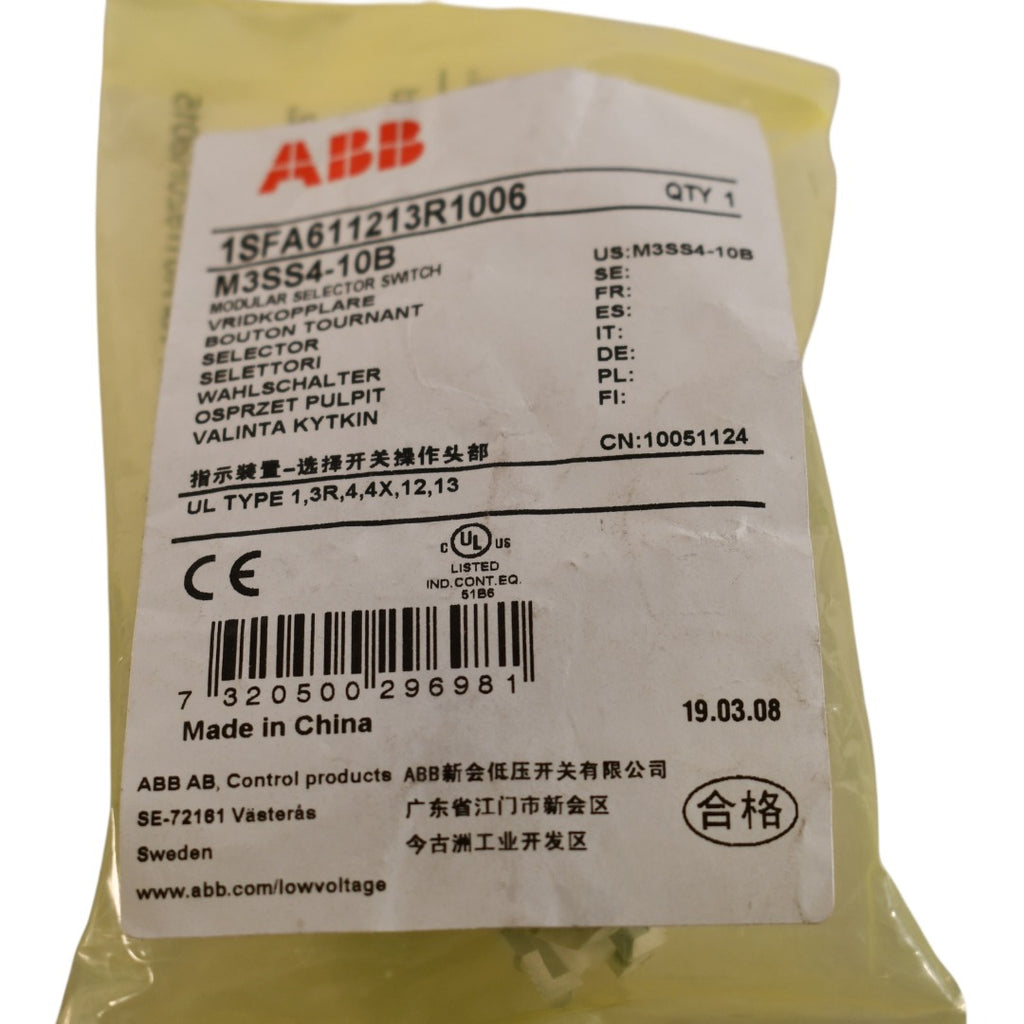 ABB
1SFA611213R1006 QTY 1
M3SS4-10B US:M3SS4-10B
MODULAR SELECTOR SWITCH SE:
VRIDKOPPLARE FR:
BOUTON TOURNANT ES:
SELECTOR IT:
SELETTORI DE:
WAHLSCHALTER PL:
OSPRZET PULPIT FI:
VALINTA KYTKIN
指示装置-选择开关操作头部 CN:10051124
UL TYPE 1,3R,4,4X,12,13
CE
C UL US
LISTED
IND.CONT.EQ.
51B6
7 320500 296981
Made in China 19.03.08
ABB AB, Control products ABB新会低压开关有限公司
SE-72161 Västerås 广东省江门市新会区
Sweden 今古洲工业开发区
www.abb.com/lowvoltage
合格